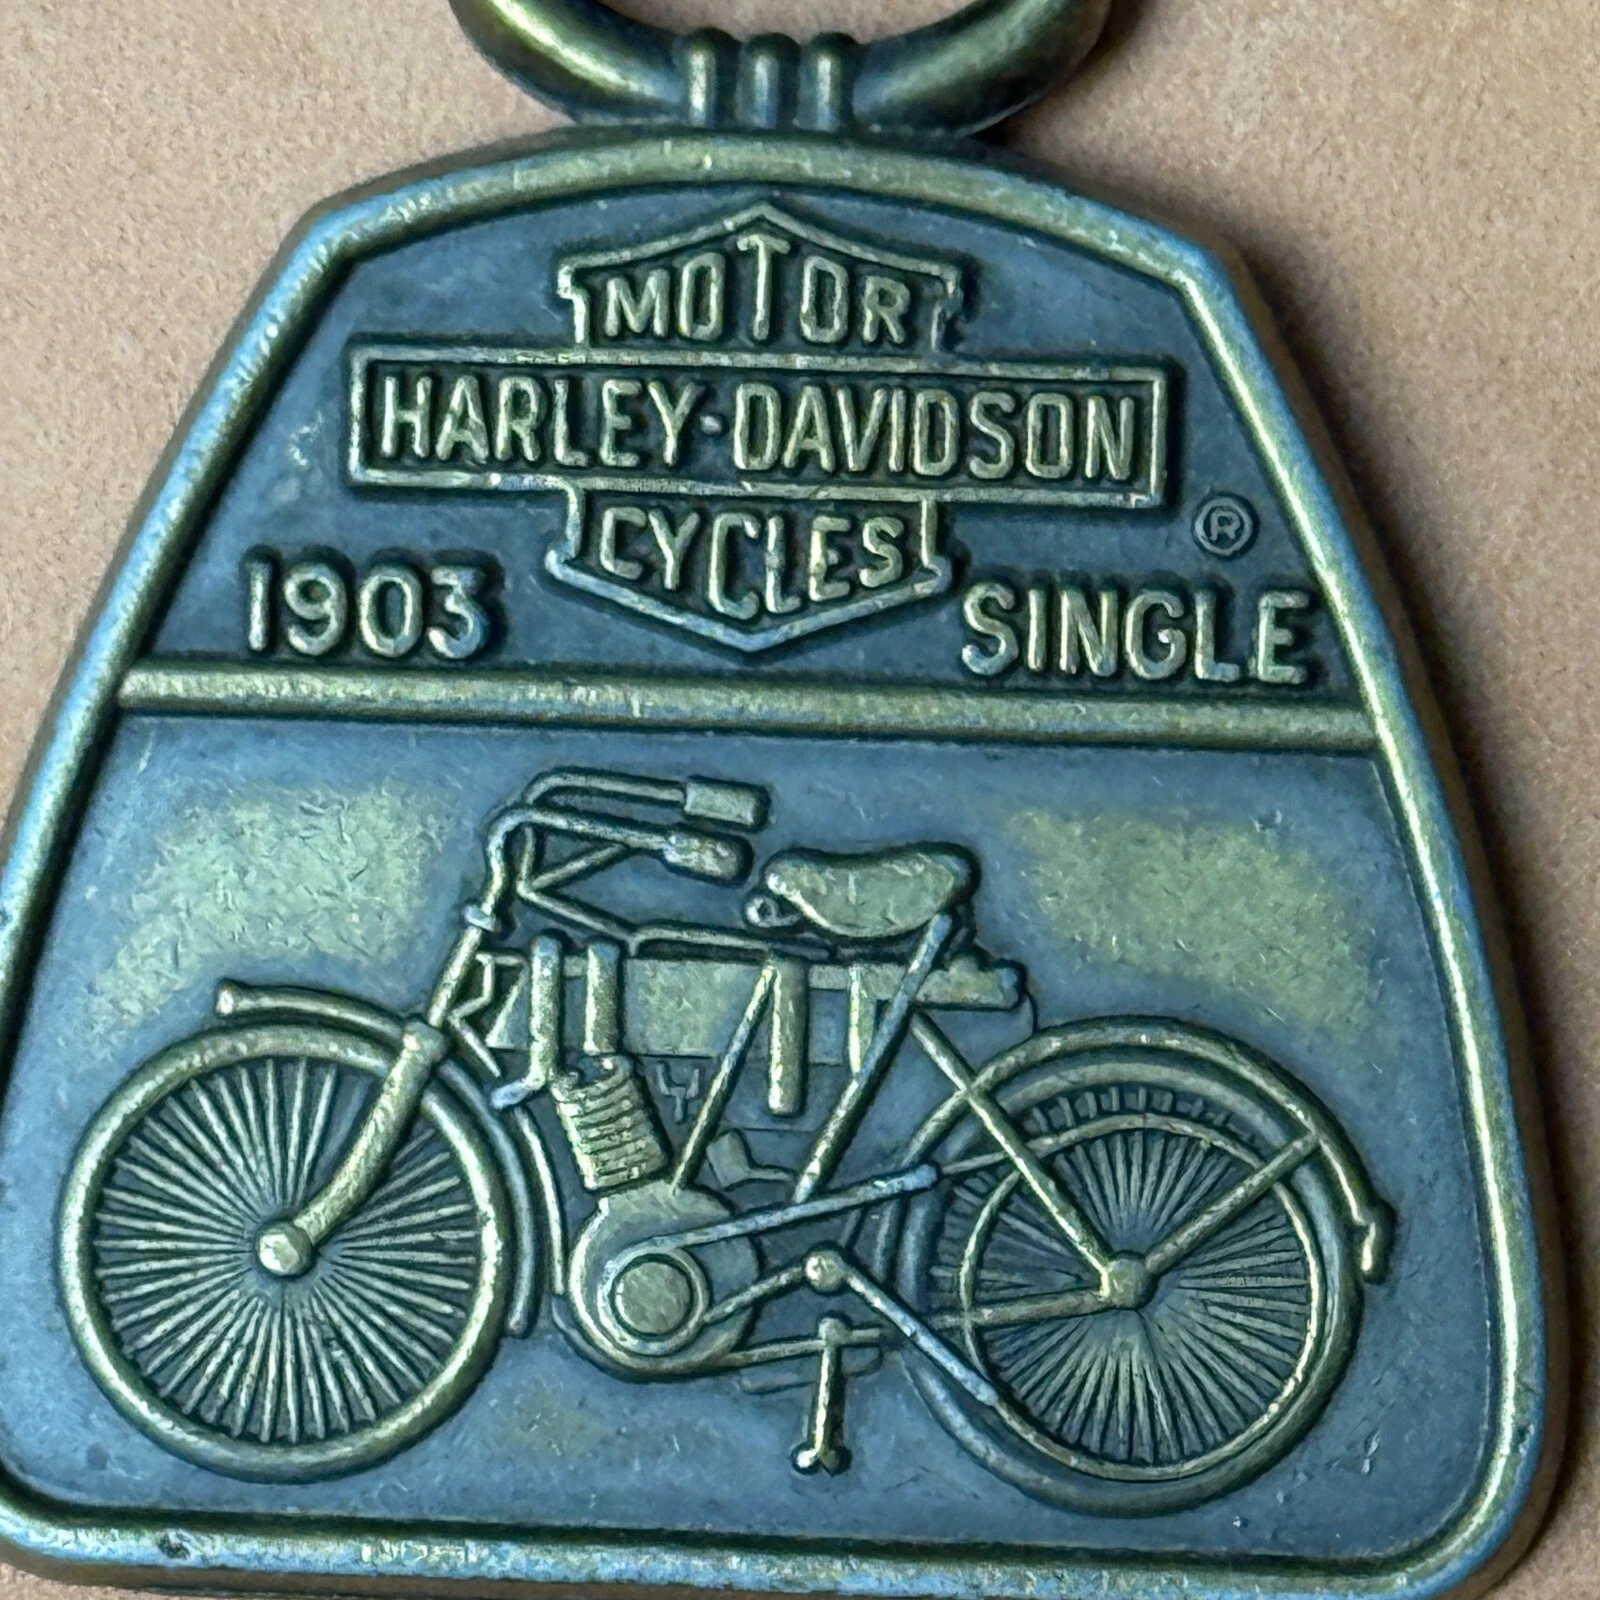 MOTOR
HARLEY-DAVIDSON
CYCLES
®
1903 SINGLE